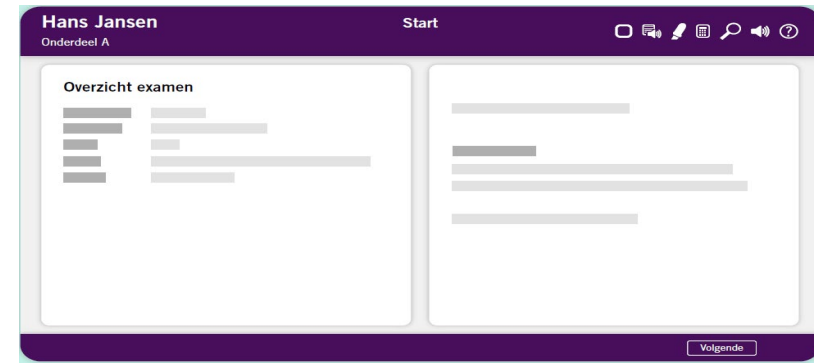 Hans Jansen
Start
Onderdeel A
Overzicht examen
Volgende